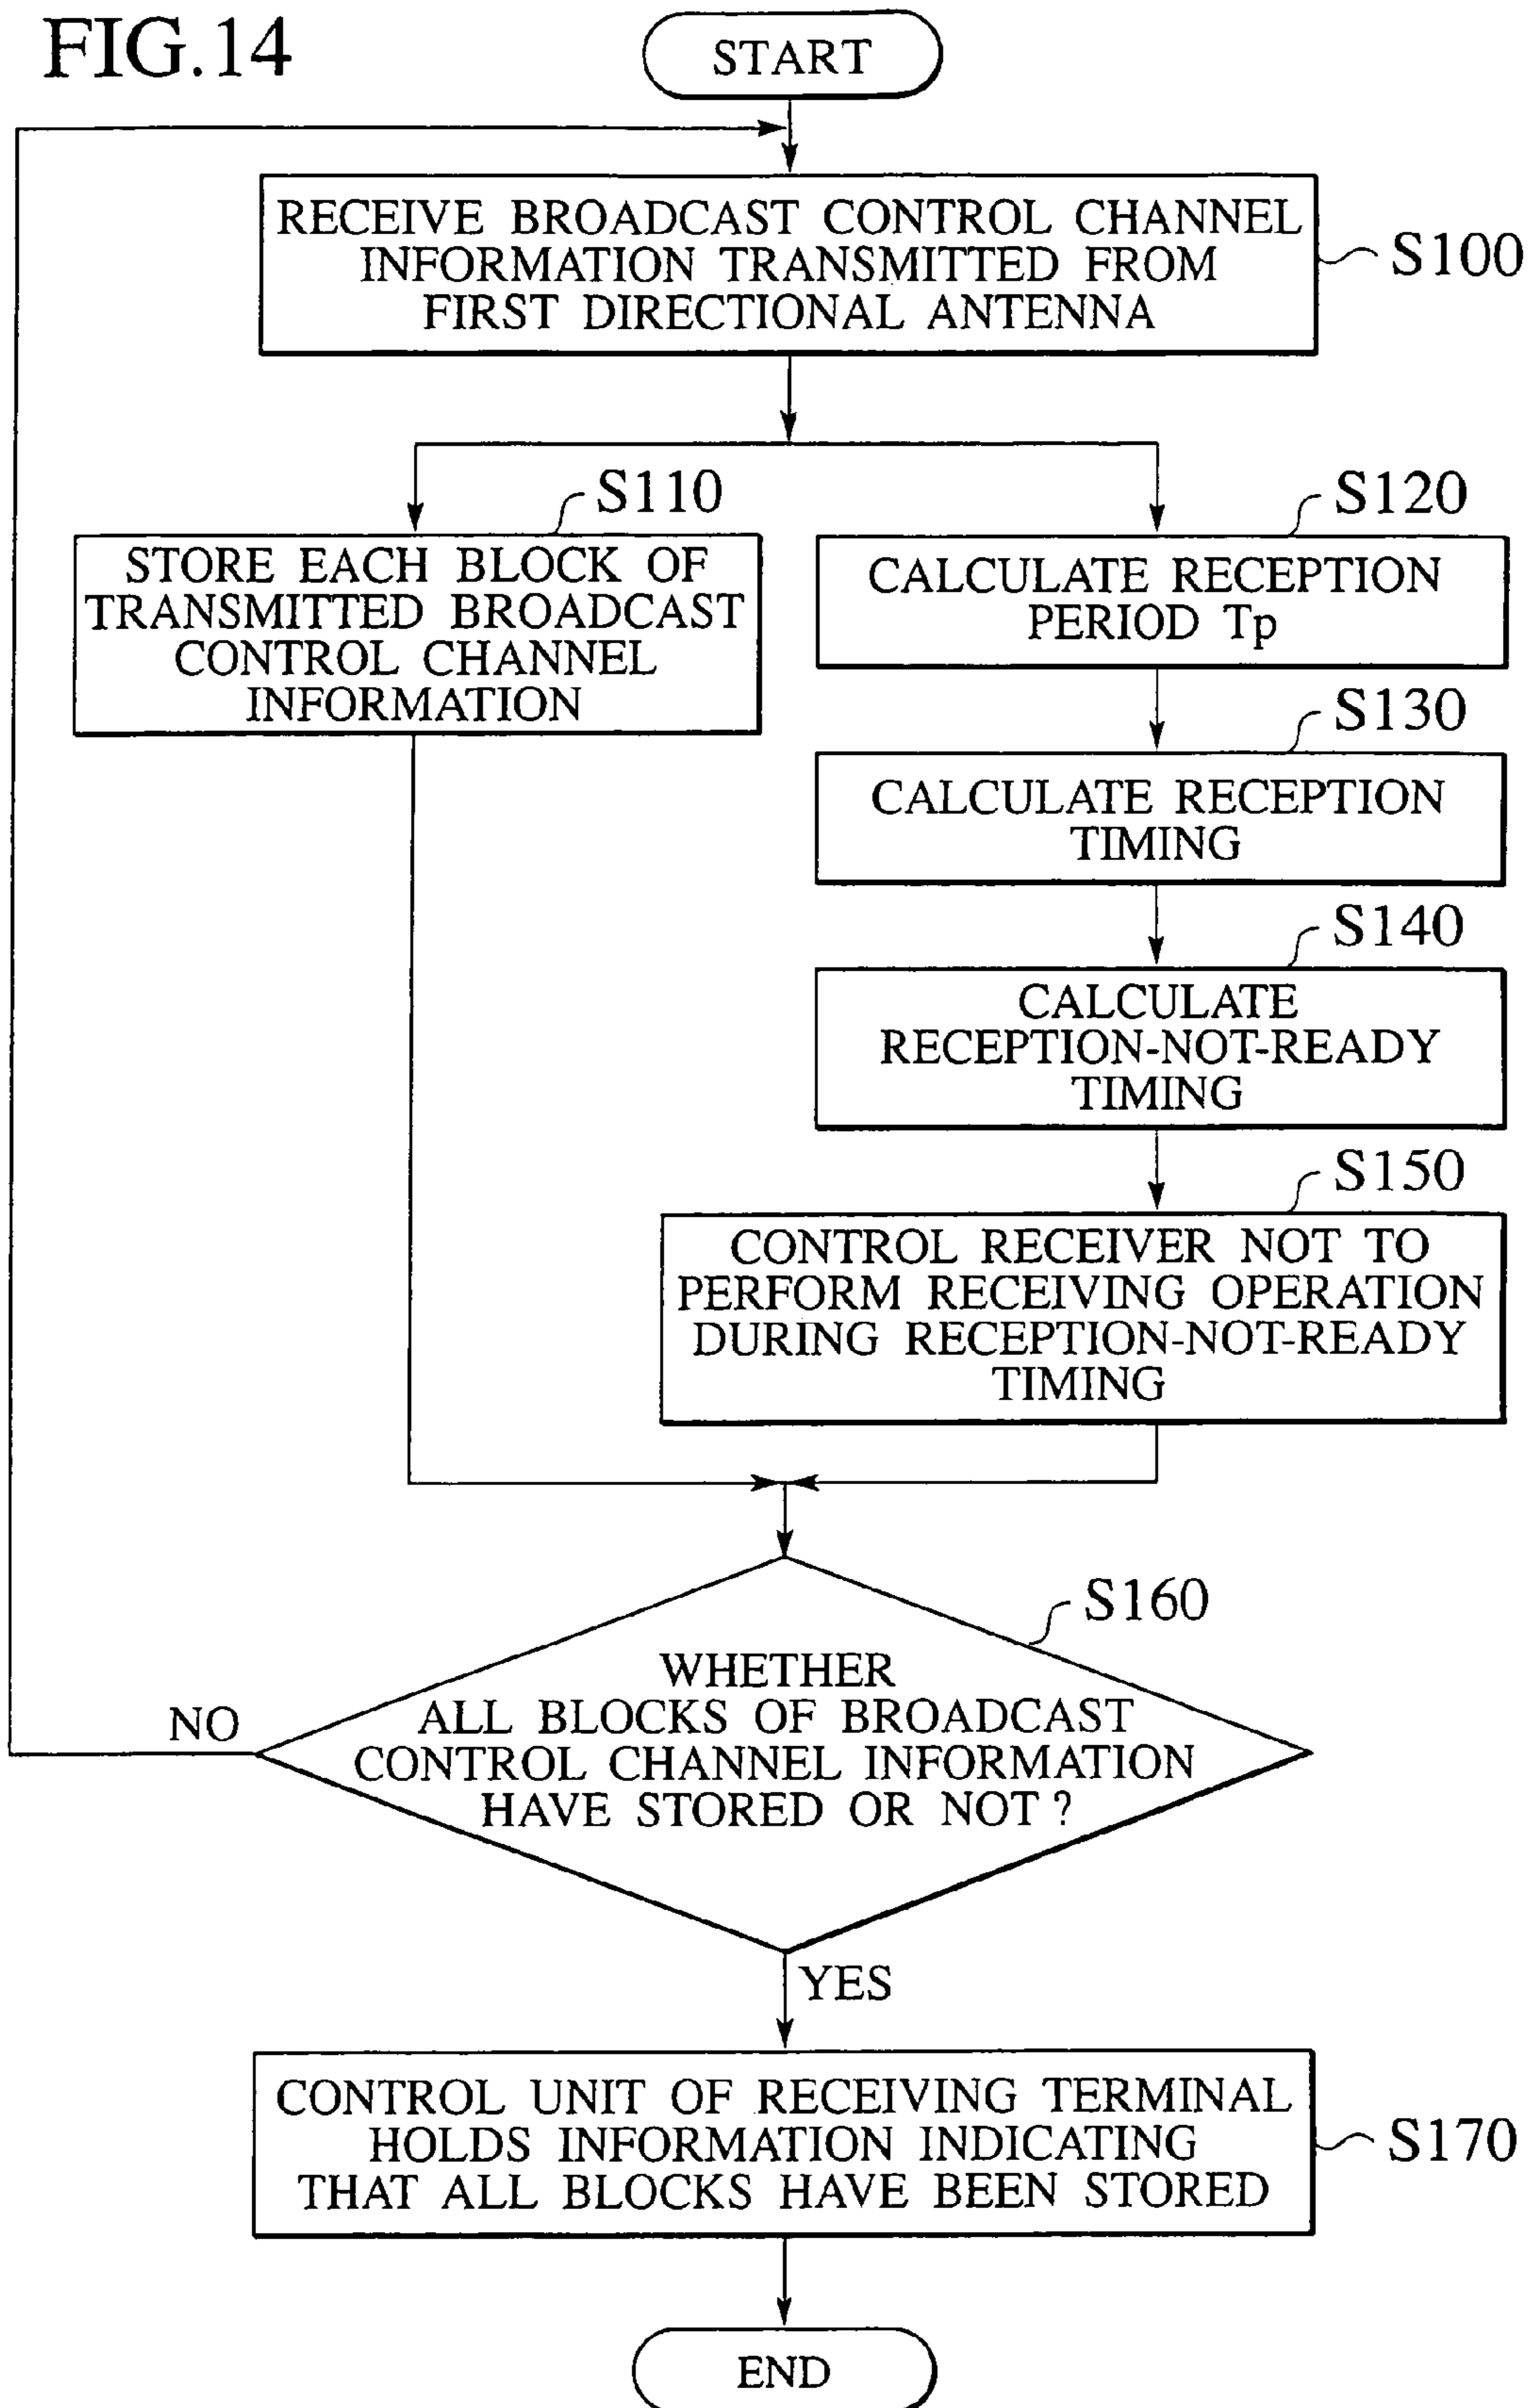 FIG.14
START
RECEIVE BROADCAST CONTROL CHANNEL
INFORMATION TRANSMITTED FROM
FIRST DIRECTIONAL ANTENNA
S100
S110
STORE EACH BLOCK OF
TRANSMITTED BROADCAST
CONTROL CHANNEL
INFORMATION
S120
CALCULATE RECEPTION
PERIOD Tp
S130
CALCULATE RECEPTION
TIMING
S140
CALCULATE
RECEPTION-NOT-READY
TIMING
S150
CONTROL RECEIVER NOT TO
PERFORM RECEIVING OPERATION
DURING RECEPTION-NOT-READY
TIMING
S160
WHETHER
ALL BLOCKS OF BROADCAST
CONTROL CHANNEL INFORMATION
HAVE STORED OR NOT ?
NO
YES
CONTROL UNIT OF RECEIVING TERMINAL
HOLDS INFORMATION INDICATING
THAT ALL BLOCKS HAVE BEEN STORED
S170
END